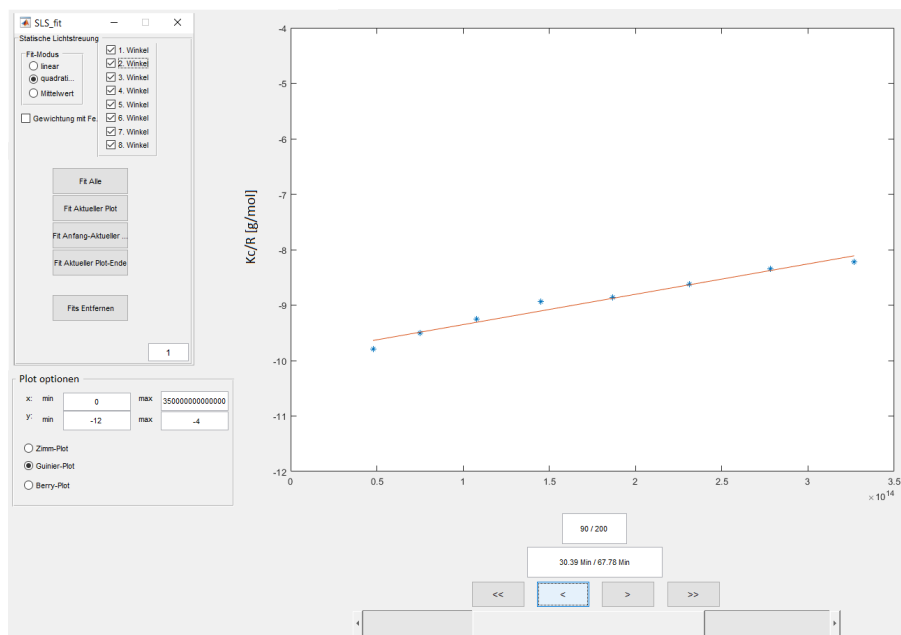 SLS_fit
Statische Lichtstreuung
Fit-Modus
linear
quadrati...
Mittelwert
1. Winkel
2. Winkel
3. Winkel
4. Winkel
5. Winkel
6. Winkel
7. Winkel
8. Winkel
Gewichtung mit Fe.
Fit Alle
Fit Aktueller Plot
Fit Anfang-Aktueller ...
Fit Aktueller Plot-Ende
Fits Entfernen
1
Plot optionen
x: min 0 max 350000000000000
y: min -12 max -4
Zimm-Plot
Guinier-Plot
Berry-Plot
Kc/R [g/mol]
-4
-5
-6
-7
-8
-9
-10
-11
-12
0 0.5 1 1.5 2 2.5 3 3.5
×10^14
90 / 200
30.39 Min / 67.78 Min
<< < > >>